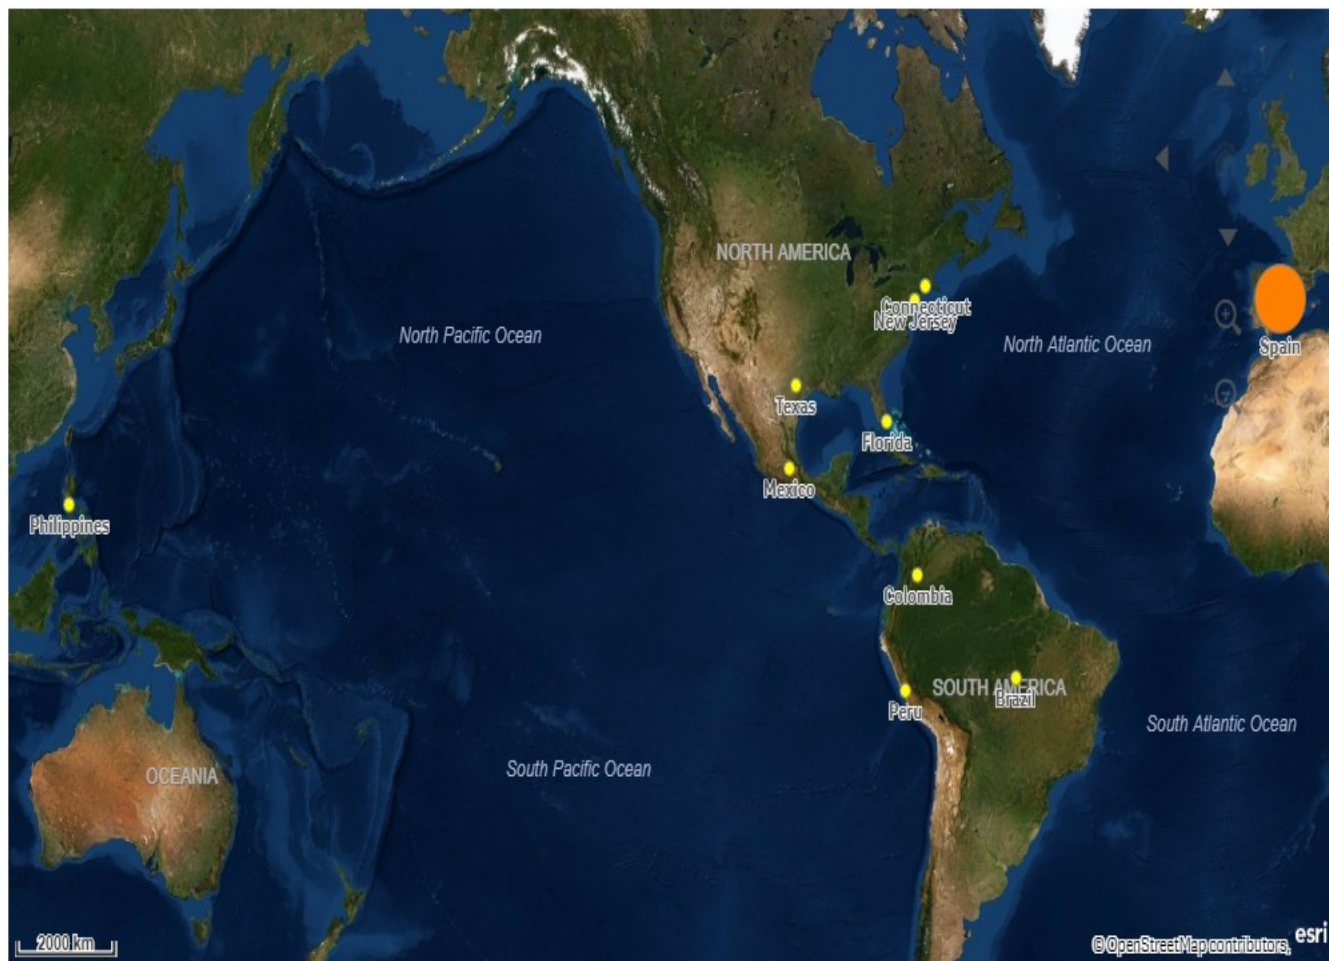 NORTH AMERICA
Connecticut
New Jersey
North Pacific Ocean
North Atlantic Ocean
Spain
Texas
Florida
Mexico
Philippines
Colombia
SOUTH AMERICA
Brazil
Peru
South Atlantic Ocean
South Pacific Ocean
OCEANIA
2000 km
© OpenStreetMap contributors,
esri